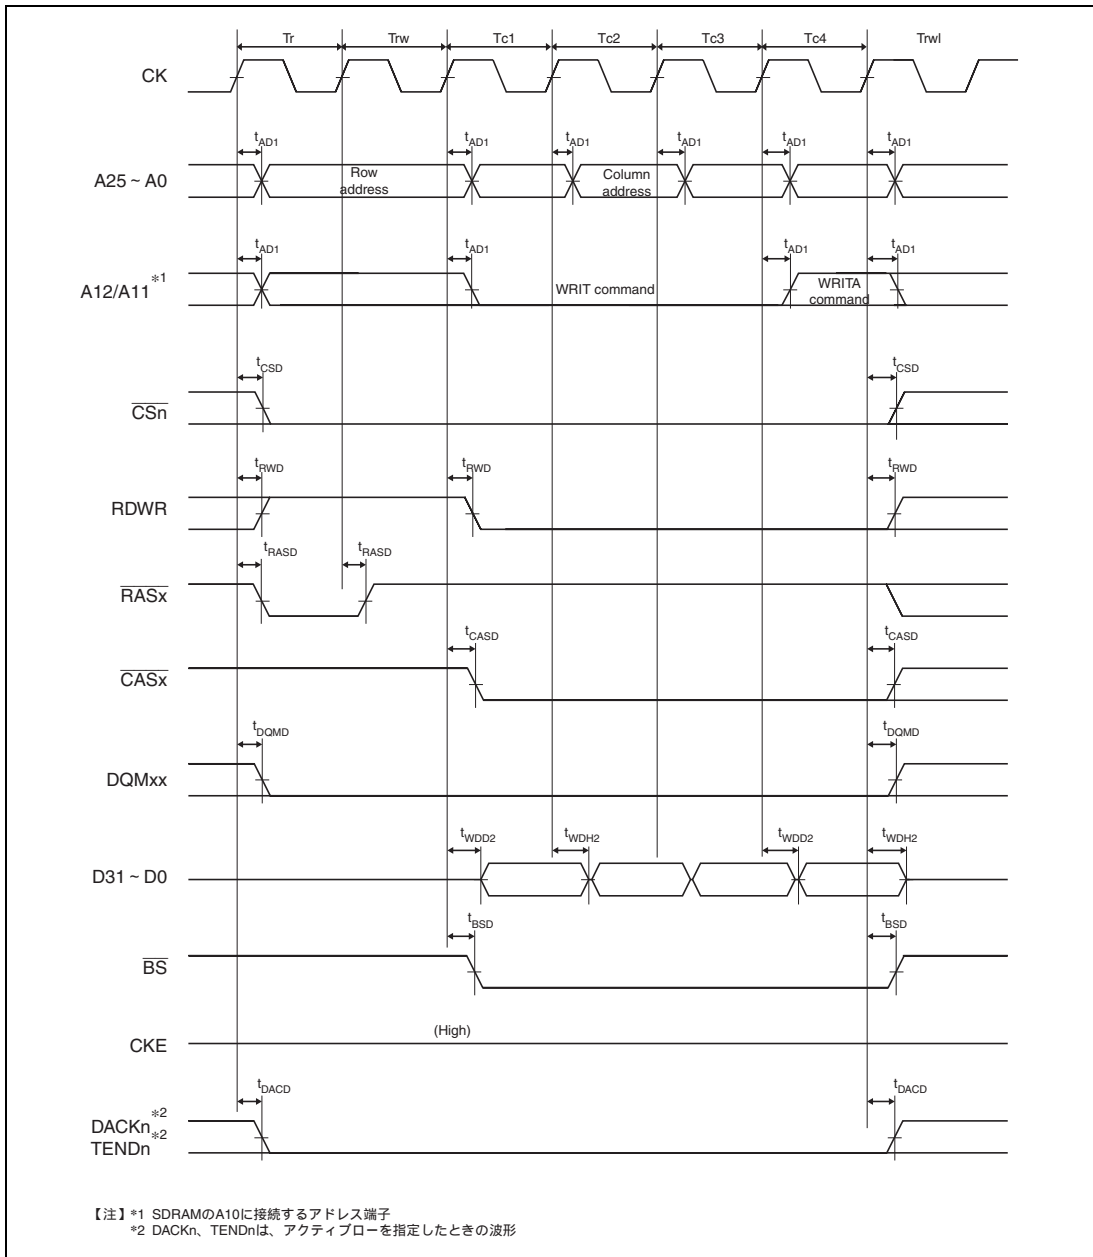 Tr Trw Tc1 Tc2 Tc3 Tc4 Trwl
CK
tAD1 tAD1 tAD1 tAD1 tAD1 tAD1
A25 ~ A0
Row
address
Column
address
tAD1 tAD1 tAD1 tAD1
A12/A11*1
WRIT command
WRITA
command
tCSD tCSD
CSn
tRWD tRWD tRWD
RDWR
tRASD tRASD
RASx
tCASD tCASD
CASx
tDQMD tDQMD
DQMxx
tWDD2 tWDH2 tWDD2 tWDH2
D31 ~ D0
tBSD tBSD
BS
(High)
CKE
tDACD tDACD
DACKn*2
TENDn*2
【注】*1 SDRAMのA10に接続するアドレス端子
*2 DACKn、TENDnは、アクティブローを指定したときの波形